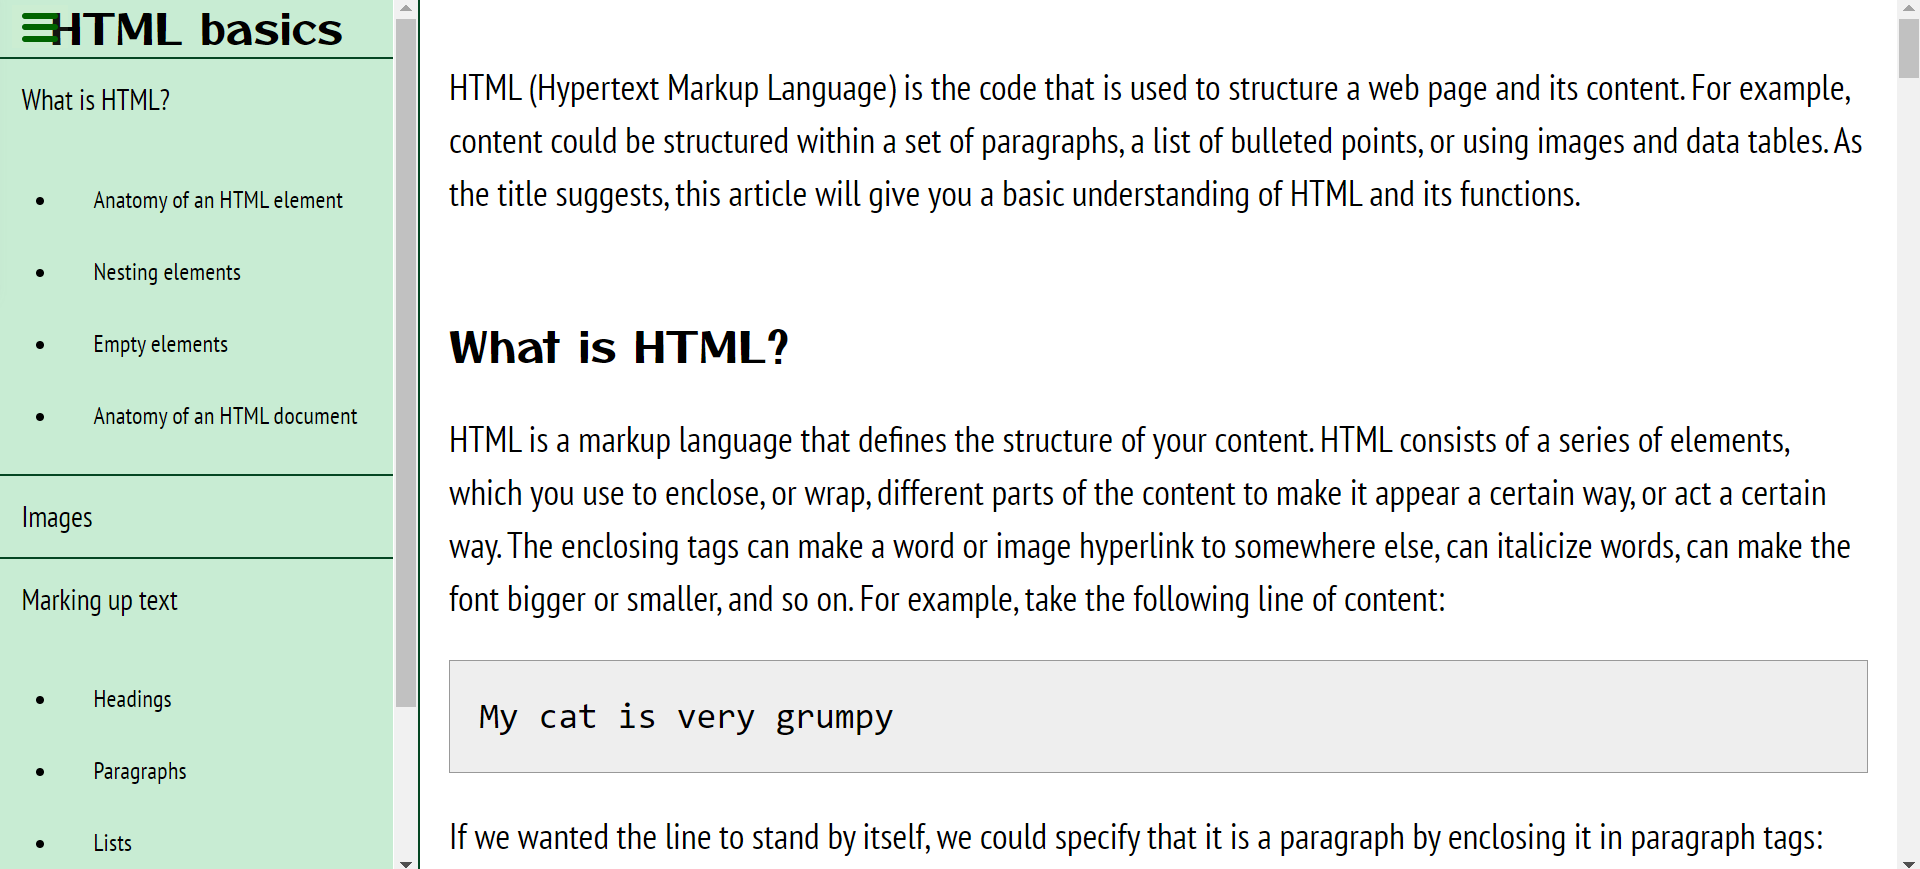 HTML basics
What is HTML?
Anatomy of an HTML element
Nesting elements
Empty elements
Anatomy of an HTML document
Images
Marking up text
Headings
Paragraphs
Lists
HTML (Hypertext Markup Language) is the code that is used to structure a web page and its content. For example,
content could be structured within a set of paragraphs, a list of bulleted points, or using images and data tables. As
the title suggests, this article will give you a basic understanding of HTML and its functions.
What is HTML?
HTML is a markup language that defines the structure of your content. HTML consists of a series of elements,
which you use to enclose, or wrap, different parts of the content to make it appear a certain way, or act a certain
way. The enclosing tags can make a word or image hyperlink to somewhere else, can italicize words, can make the
font bigger or smaller, and so on. For example, take the following line of content:
My cat is very grumpy
If we wanted the line to stand by itself, we could specify that it is a paragraph by enclosing it in paragraph tags: